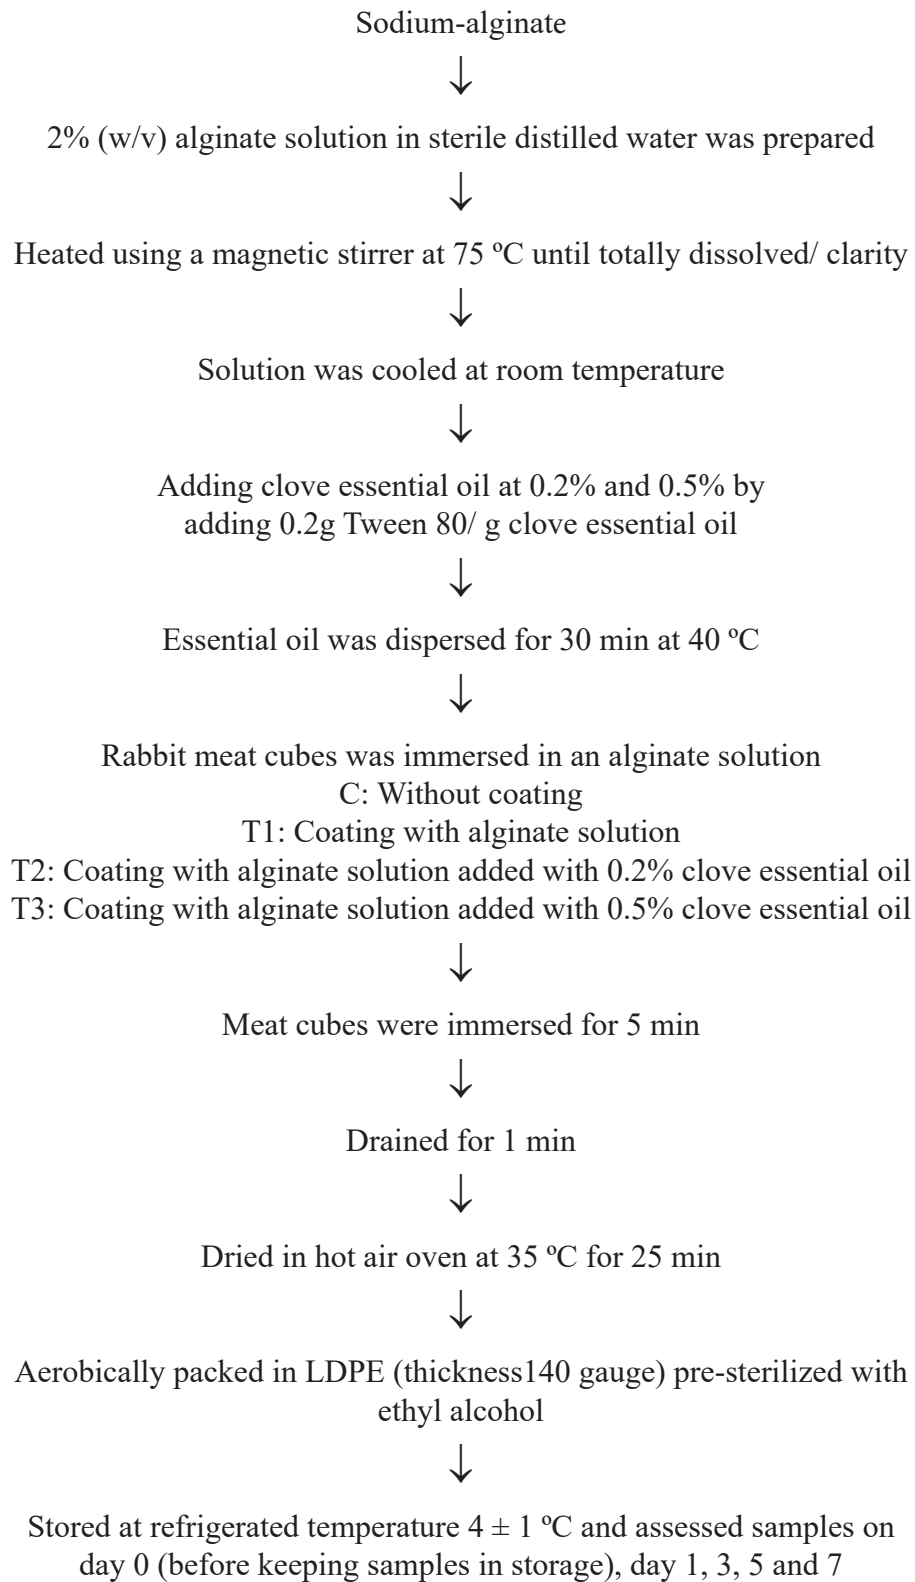 Sodium-alginate
↓
2% (w/v) alginate solution in sterile distilled water was prepared
↓
Heated using a magnetic stirrer at 75 ºC until totally dissolved/ clarity
↓
Solution was cooled at room temperature
↓
Adding clove essential oil at 0.2% and 0.5% by
adding 0.2g Tween 80/ g clove essential oil
↓
Essential oil was dispersed for 30 min at 40 ºC
↓
Rabbit meat cubes was immersed in an alginate solution
C: Without coating
T1: Coating with alginate solution
T2: Coating with alginate solution added with 0.2% clove essential oil
T3: Coating with alginate solution added with 0.5% clove essential oil
↓
Meat cubes were immersed for 5 min
↓
Drained for 1 min
↓
Dried in hot air oven at 35 ºC for 25 min
↓
Aerobically packed in LDPE (thickness140 gauge) pre-sterilized with
ethyl alcohol
↓
Stored at refrigerated temperature 4 ± 1 ºC and assessed samples on
day 0 (before keeping samples in storage), day 1, 3, 5 and 7